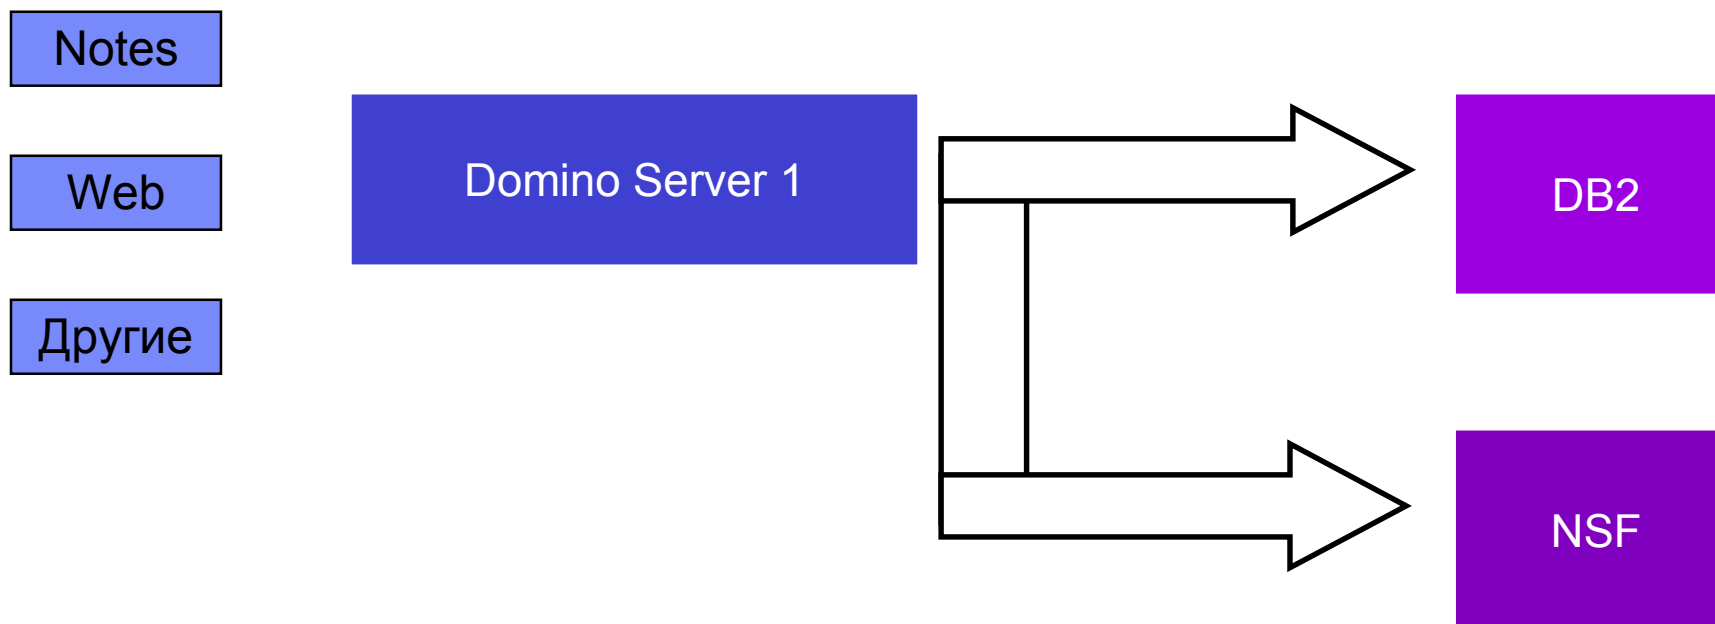 Notes
Web
Другие
Domino Server 1
DB2
NSF